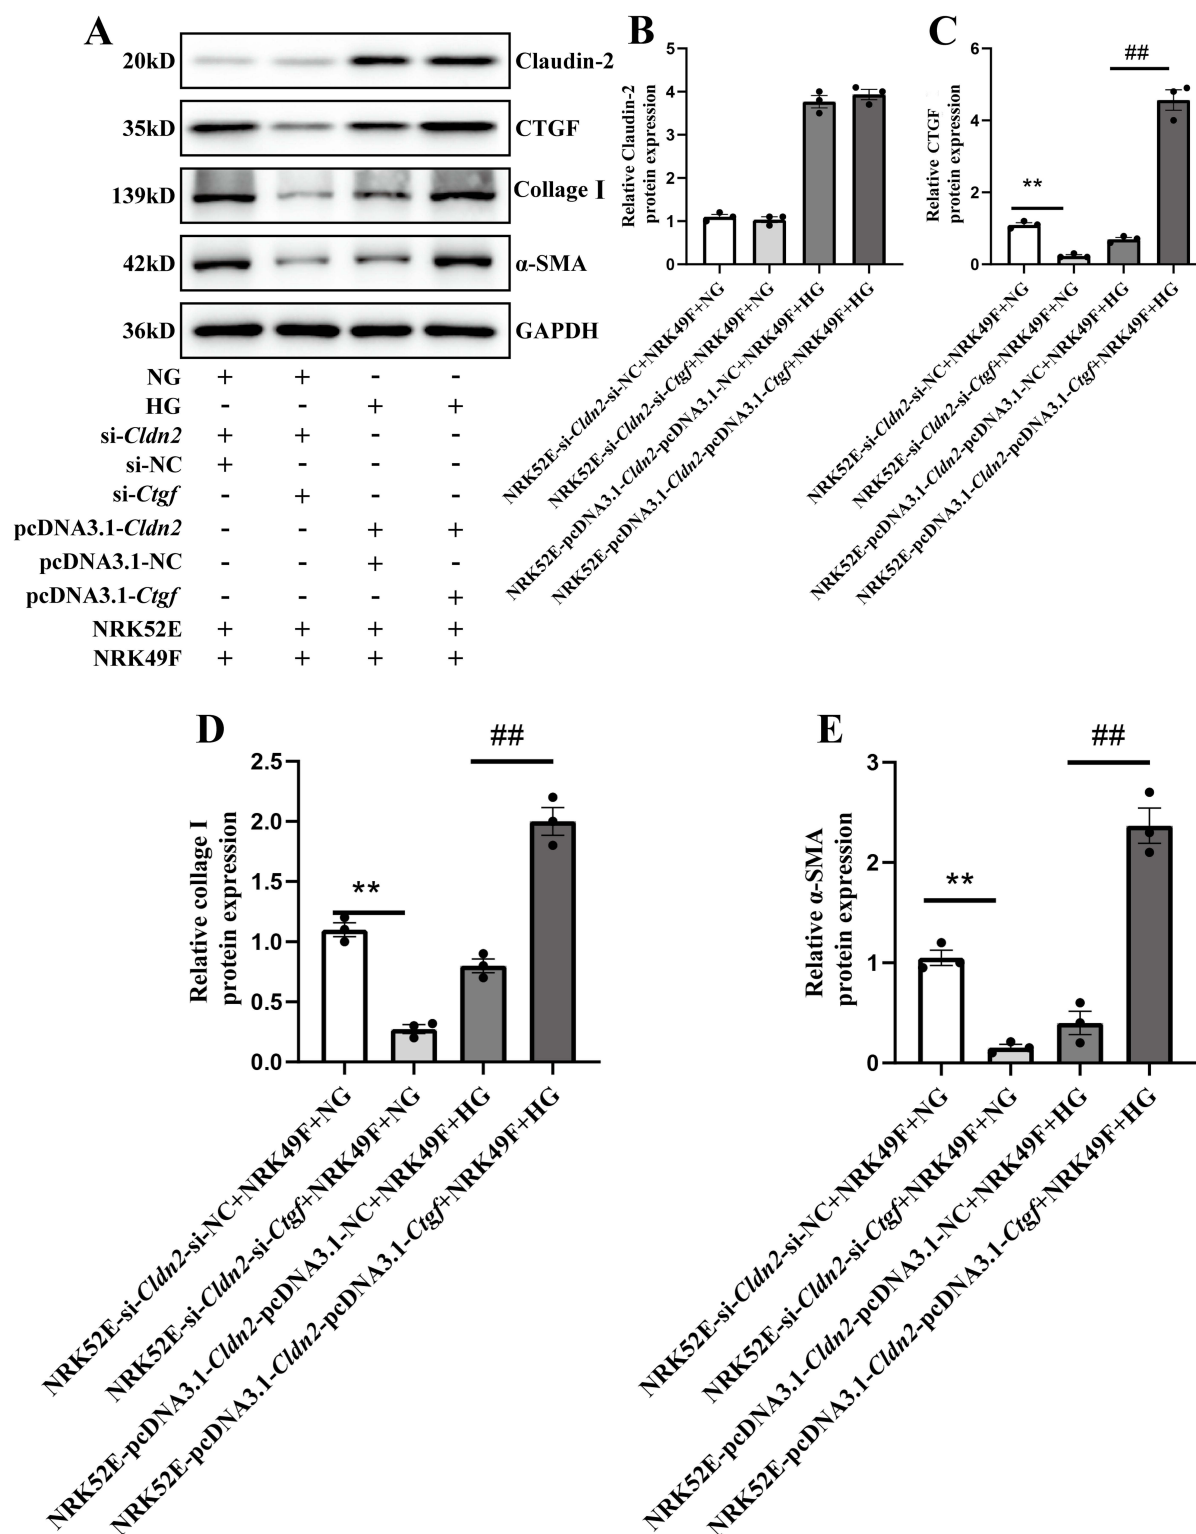 A
20kD Claudin-2
35kD CTGF
139kD Collage I
42kD α-SMA
36kD GAPDH
NG + + - -
HG - - + +
si-Cldn2 + + - -
si-NC + - - -
si-Ctgf - + - -
pcDNA3.1-Cldn2 - - + +
pcDNA3.1-NC - - + -
pcDNA3.1-Ctgf - - - +
NRK52E + + + +
NRK49F + + + +
B
Relative Claudin-2
protein expression
5
4
3
2
1
0
NRK52E-si-Cldn2-si-NC+NRK49F+NG
NRK52E-si-Cldn2-si-Ctgf+NRK49F+NG
NRK52E-pcDNA3.1-Cldn2-pcDNA3.1-NC+NRK49F+HG
NRK52E-pcDNA3.1-Cldn2-pcDNA3.1-Ctgf+NRK49F+HG
C
Relative CTGF
protein expression
6
4
2
0
**
##
NRK52E-si-Cldn2-si-NC+NRK49F+NG
NRK52E-si-Cldn2-si-Ctgf+NRK49F+NG
NRK52E-pcDNA3.1-Cldn2-pcDNA3.1-NC+NRK49F+HG
NRK52E-pcDNA3.1-Cldn2-pcDNA3.1-Ctgf+NRK49F+HG
D
Relative collage I
protein expression
2.5
2.0
1.5
1.0
0.5
0.0
**
##
NRK52E-si-Cldn2-si-NC+NRK49F+NG
NRK52E-si-Cldn2-si-Ctgf+NRK49F+NG
NRK52E-pcDNA3.1-Cldn2-pcDNA3.1-NC+NRK49F+HG
NRK52E-pcDNA3.1-Cldn2-pcDNA3.1-Ctgf+NRK49F+HG
E
Relative α-SMA
protein expression
3
2
1
0
**
##
NRK52E-si-Cldn2-si-NC+NRK49F+NG
NRK52E-si-Cldn2-si-Ctgf+NRK49F+NG
NRK52E-pcDNA3.1-Cldn2-pcDNA3.1-NC+NRK49F+HG
NRK52E-pcDNA3.1-Cldn2-pcDNA3.1-Ctgf+NRK49F+HG